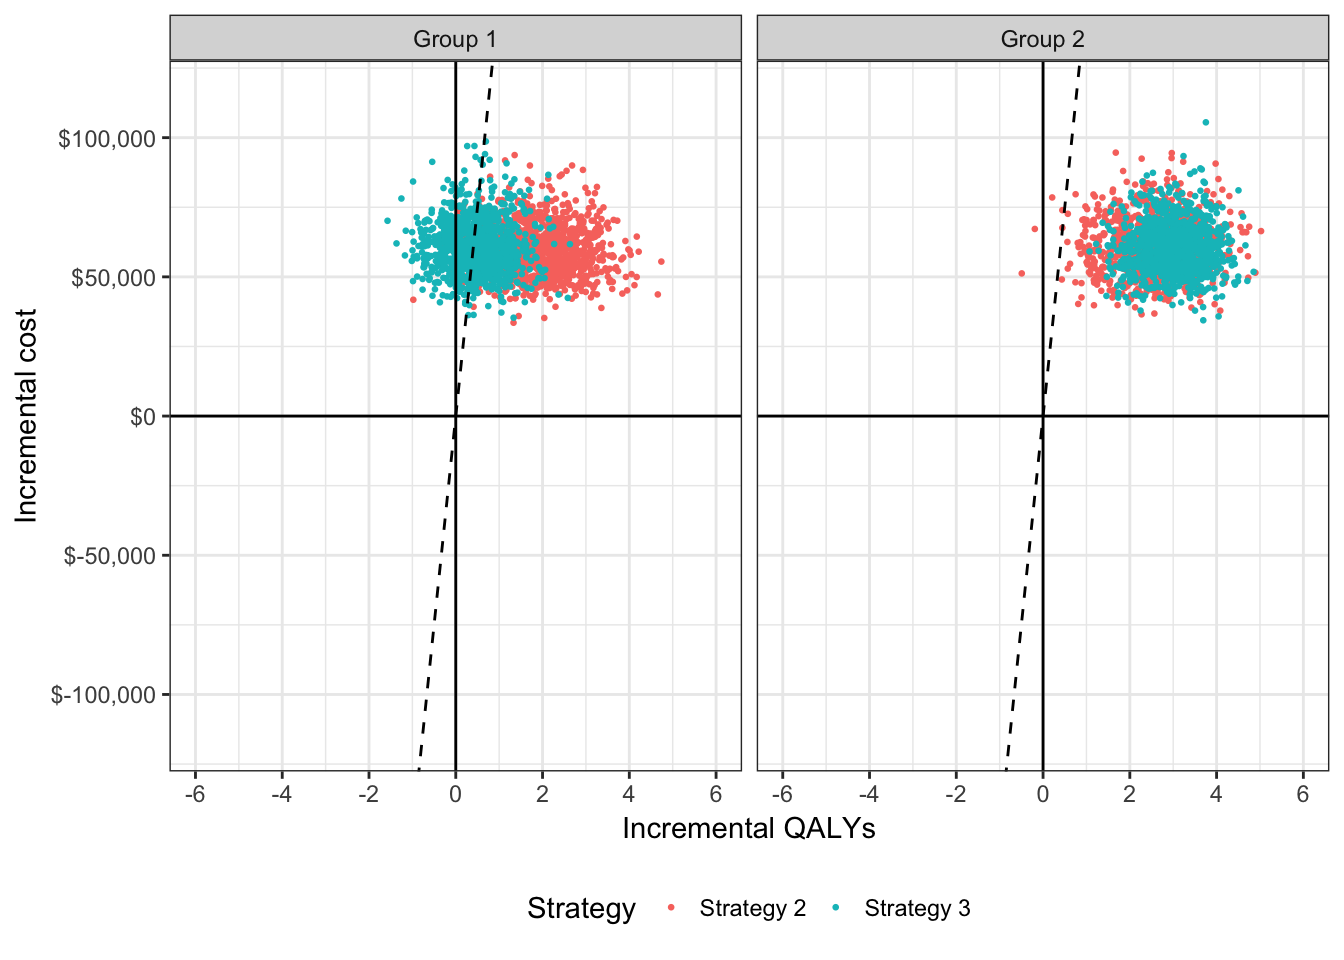 Group 1
Group 2
$100,000
$50,000
$0
$-50,000
$-100,000
Incremental cost
-6 -4 -2 0 2 4 6
-6 -4 -2 0 2 4 6
Incremental QALYs
Strategy Strategy 2 Strategy 3